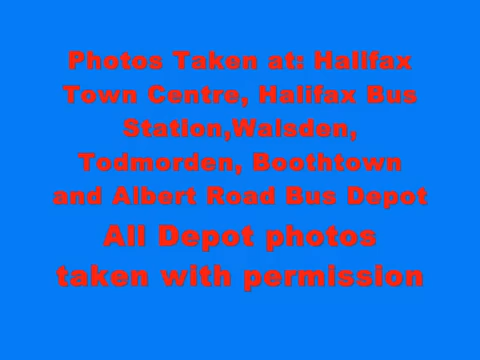 Photos Taken at: Halifax
Town Centre, Halifax Bus
Station,Walsden,
Todmorden, Boothtown
and Albert Road Bus Depot
All Depot photos
taken with permission